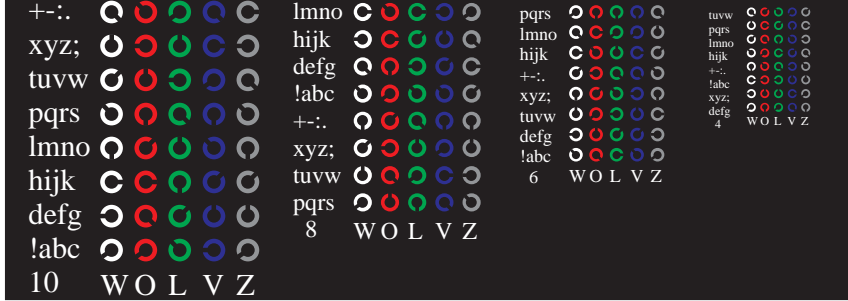 +-:.
xyz;
tuvw
pqrs
lmno
hijk
defg
!abc
10 W O L V Z
lmno
hijk
defg
!abc
+-:.
xyz;
tuvw
pqrs
8 W O L V Z
pqrs
lmno
hijk
+-:.
xyz;
tuvw
defg
!abc
6 W O L V Z
tuvw
pqrs
lmno
hijk
+-:.
!abc
xyz;
defg
4 W O L V Z